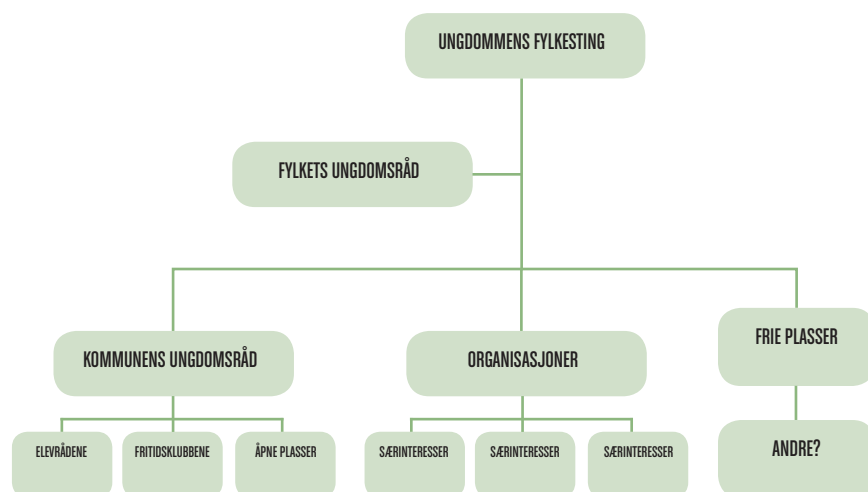 UNGDOMMENS FYLKESTING
FYLKETS UNGDOMSRÅD
KOMMUNENS UNGDOMSRÅD
ORGANISASJONER
FRIE PLASSER
ELEVRÅDENE
FRITIDSKLUBBENE
ÅPNE PLASSER
SÆRINTERESSER
SÆRINTERESSER
SÆRINTERESSER
ANDRE?